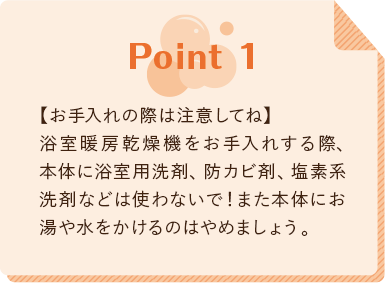 Point 1
【お手入れの際は注意してね】
浴室暖房乾燥機をお手入れする際、
本体に浴室用洗剤、防カビ剤、塩素系
洗剤などは使わないで！また本体にお
湯や水をかけるのはやめましょう。